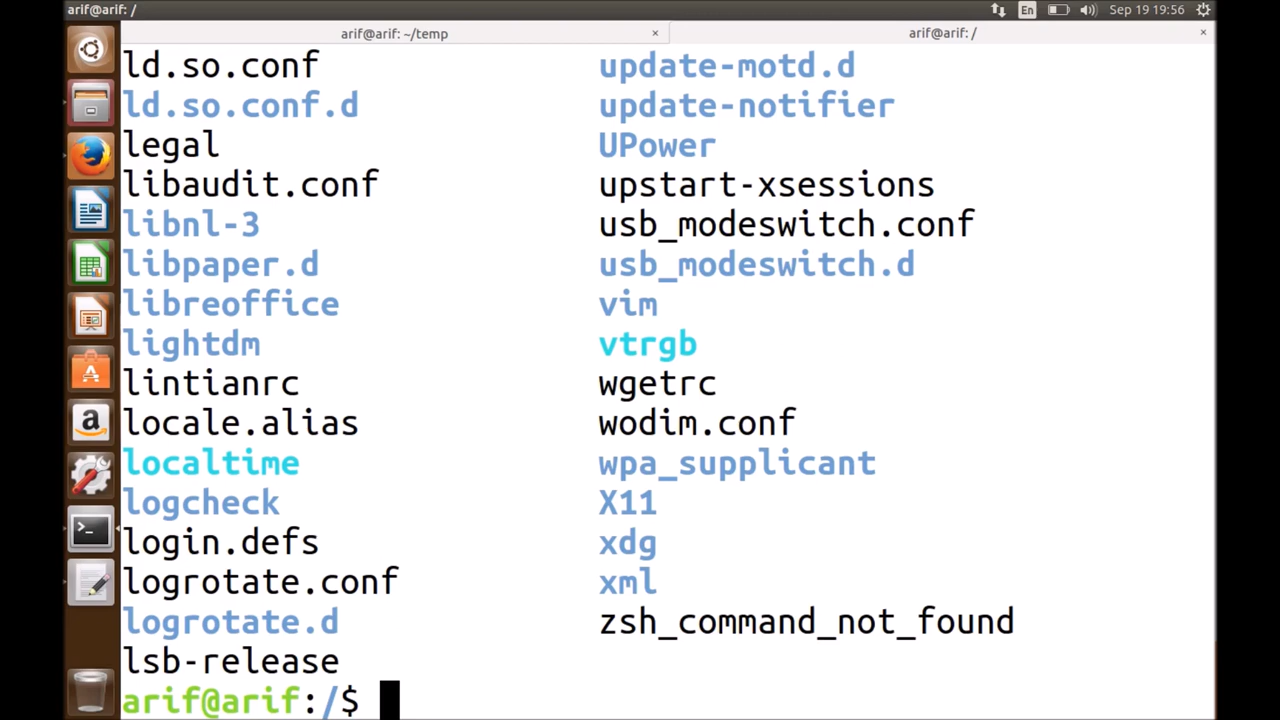 arif@arif: /
En
Sep 19 19:56
arif@arif: ~/temp × arif@arif: / ×
ld.so.conf update-motd.d
ld.so.conf.d update-notifier
legal UPower
libaudit.conf upstart-xsessions
libnl-3 usb_modeswitch.conf
libpaper.d usb_modeswitch.d
libreoffice vim
lightdm vtrgb
lintianrc wgetrc
locale.alias wodim.conf
localtime wpa_supplicant
logcheck X11
login.defs xdg
logrotate.conf xml
logrotate.d zsh_command_not_found
lsb-release
arif@arif:/$